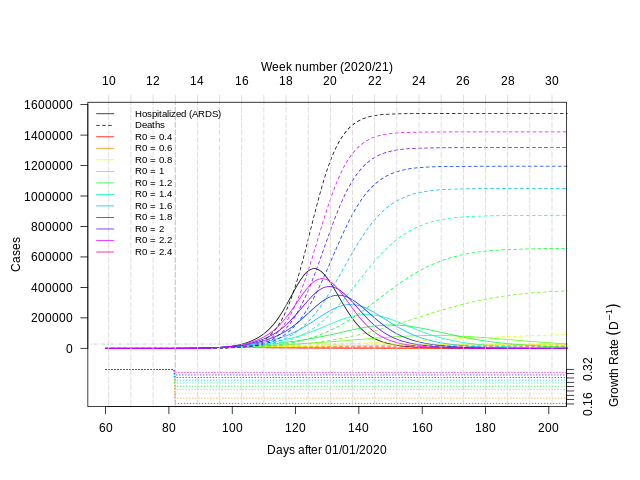 Week number (2020/21)
10 12 14 16 18 20 22 24 26 28 30
1600000
1400000
1200000
1000000
800000
600000
400000
200000
0
Cases
Hospitalized (ARDS)
Deaths
R0 = 0.4
R0 = 0.6
R0 = 0.8
R0 = 1
R0 = 1.2
R0 = 1.4
R0 = 1.6
R0 = 1.8
R0 = 2
R0 = 2.2
R0 = 2.4
0.32
0.16
Growth Rate (D⁻¹)
60 80 100 120 140 160 180 200
Days after 01/01/2020